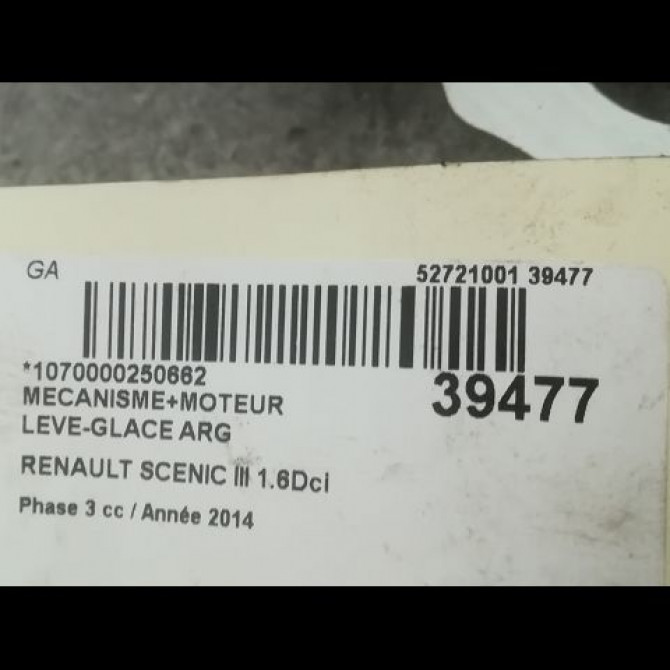 GA
52721001 39477
*1070000250662
39477
MECANISME+MOTEUR
LEVE-GLACE ARG
RENAULT SCENIC III 1.6Dci
Phase 3 cc / Année 2014